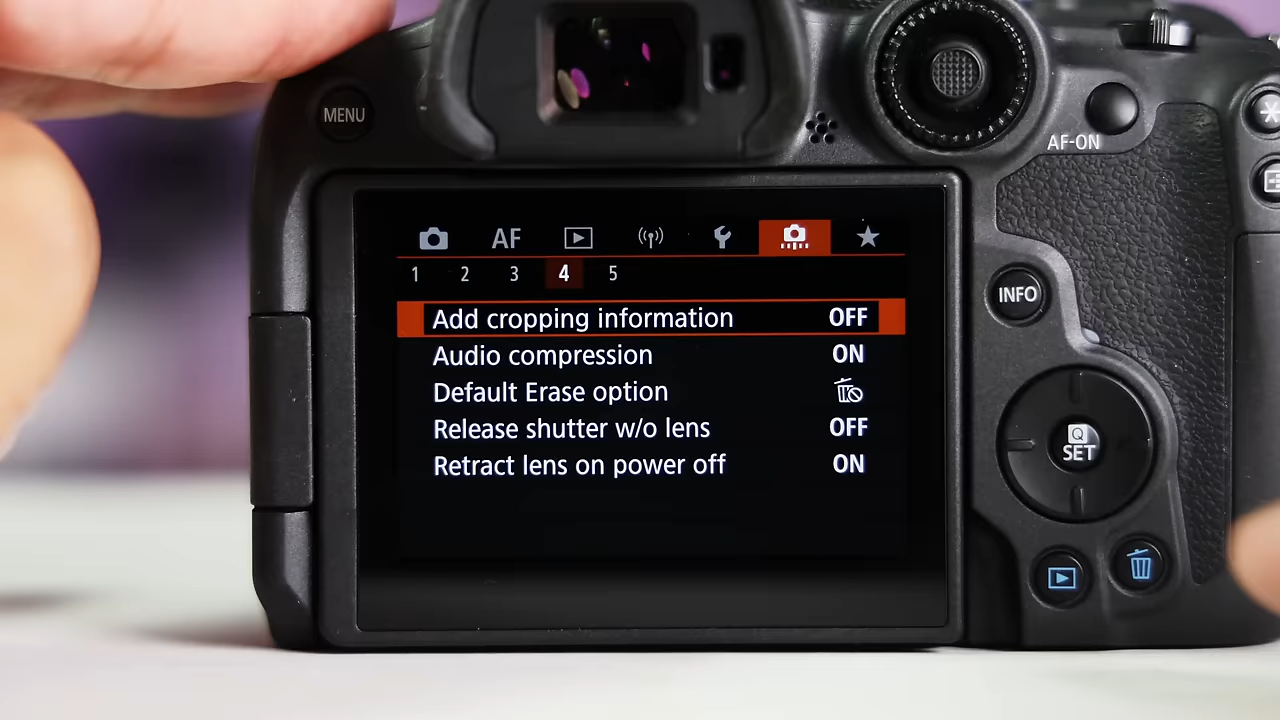 MENU
AF-ON
AF
1 2 3 4 5
INFO
Add cropping information OFF
Audio compression ON
Default Erase option
Release shutter w/o lens OFF
Retract lens on power off ON
Q
SET